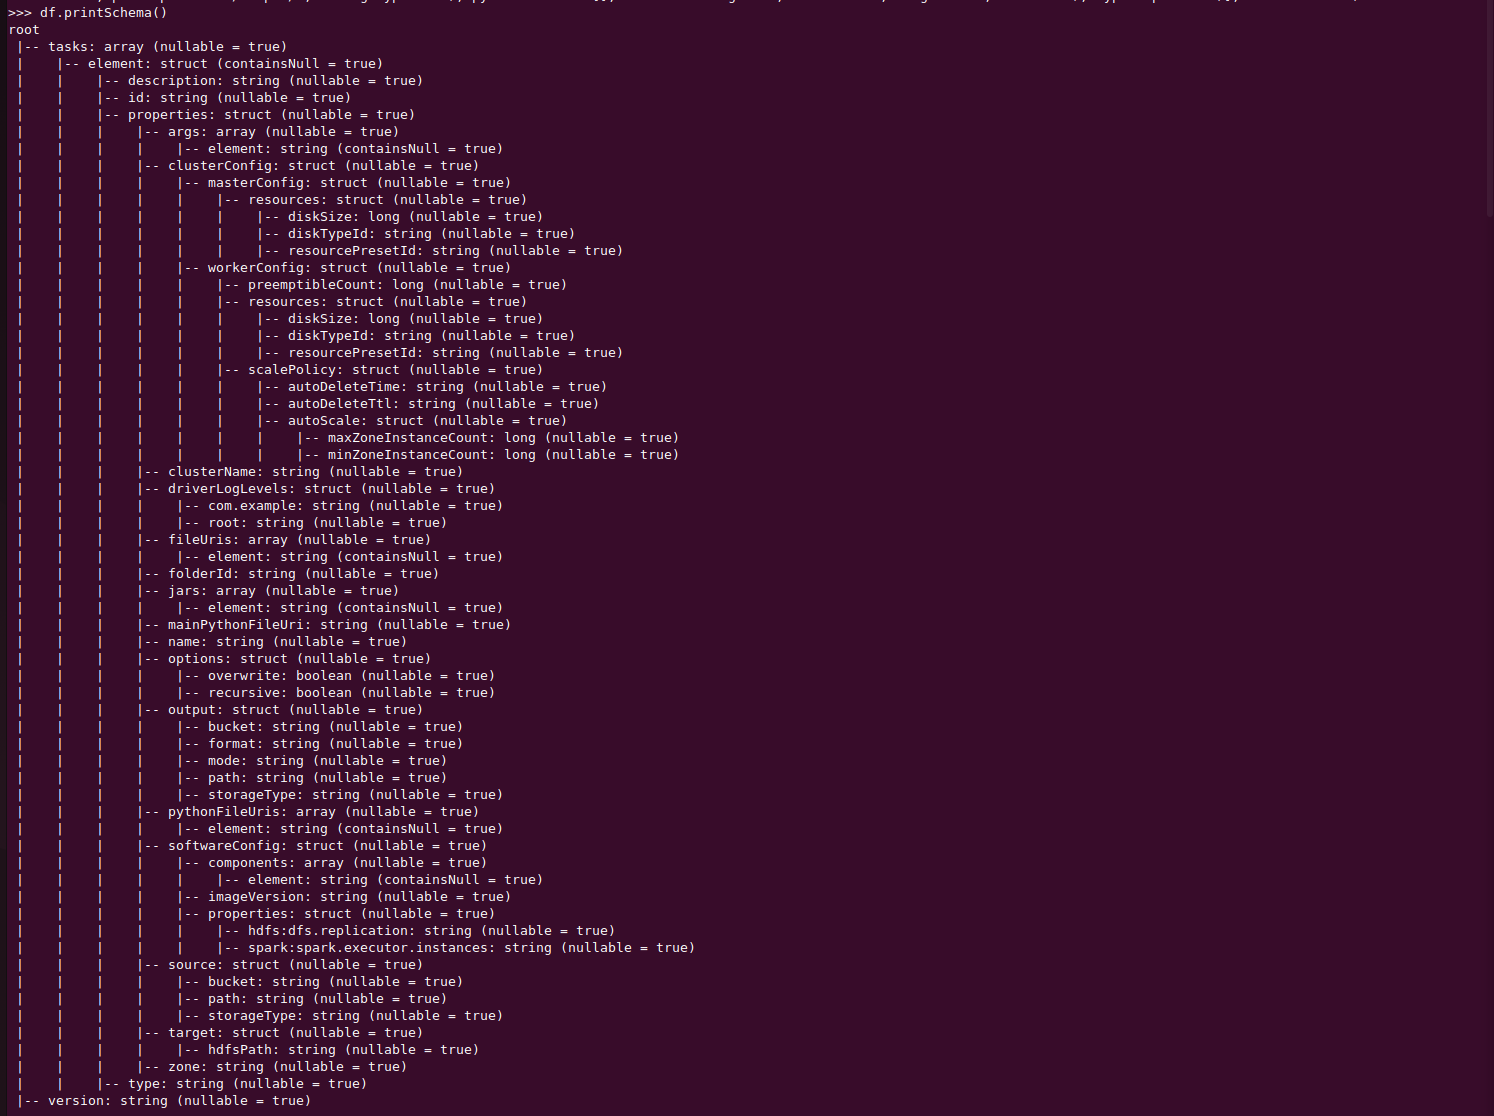 >>> df.printSchema()
root
 |-- tasks: array (nullable = true)
 |    |-- element: struct (containsNull = true)
 |    |    |-- description: string (nullable = true)
 |    |    |-- id: string (nullable = true)
 |    |    |-- properties: struct (nullable = true)
 |    |    |    |-- args: array (nullable = true)
 |    |    |    |    |-- element: string (containsNull = true)
 |    |    |    |-- clusterConfig: struct (nullable = true)
 |    |    |    |    |-- masterConfig: struct (nullable = true)
 |    |    |    |    |    |-- resources: struct (nullable = true)
 |    |    |    |    |    |    |-- diskSize: long (nullable = true)
 |    |    |    |    |    |    |-- diskTypeId: string (nullable = true)
 |    |    |    |    |    |    |-- resourcePresetId: string (nullable = true)
 |    |    |    |    |-- workerConfig: struct (nullable = true)
 |    |    |    |    |    |-- preemptibleCount: long (nullable = true)
 |    |    |    |    |    |-- resources: struct (nullable = true)
 |    |    |    |    |    |    |-- diskSize: long (nullable = true)
 |    |    |    |    |    |    |-- diskTypeId: string (nullable = true)
 |    |    |    |    |    |    |-- resourcePresetId: string (nullable = true)
 |    |    |    |    |    |-- scalePolicy: struct (nullable = true)
 |    |    |    |    |    |    |-- autoDeleteTime: string (nullable = true)
 |    |    |    |    |    |    |-- autoDeleteTtl: string (nullable = true)
 |    |    |    |    |    |    |-- autoScale: struct (nullable = true)
 |    |    |    |    |    |    |    |-- maxZoneInstanceCount: long (nullable = true)
 |    |    |    |    |    |    |    |-- minZoneInstanceCount: long (nullable = true)
 |    |    |    |-- clusterName: string (nullable = true)
 |    |    |    |-- driverLogLevels: struct (nullable = true)
 |    |    |    |    |-- com.example: string (nullable = true)
 |    |    |    |    |-- root: string (nullable = true)
 |    |    |    |-- fileUris: array (nullable = true)
 |    |    |    |    |-- element: string (containsNull = true)
 |    |    |    |-- folderId: string (nullable = true)
 |    |    |    |-- jars: array (nullable = true)
 |    |    |    |    |-- element: string (containsNull = true)
 |    |    |    |-- mainPythonFileUri: string (nullable = true)
 |    |    |    |-- name: string (nullable = true)
 |    |    |    |-- options: struct (nullable = true)
 |    |    |    |    |-- overwrite: boolean (nullable = true)
 |    |    |    |    |-- recursive: boolean (nullable = true)
 |    |    |    |-- output: struct (nullable = true)
 |    |    |    |    |-- bucket: string (nullable = true)
 |    |    |    |    |-- format: string (nullable = true)
 |    |    |    |    |-- mode: string (nullable = true)
 |    |    |    |    |-- path: string (nullable = true)
 |    |    |    |    |-- storageType: string (nullable = true)
 |    |    |    |-- pythonFileUris: array (nullable = true)
 |    |    |    |    |-- element: string (containsNull = true)
 |    |    |    |-- softwareConfig: struct (nullable = true)
 |    |    |    |    |-- components: array (nullable = true)
 |    |    |    |    |    |-- element: string (containsNull = true)
 |    |    |    |    |-- imageVersion: string (nullable = true)
 |    |    |    |    |-- properties: struct (nullable = true)
 |    |    |    |    |    |-- hdfs:dfs.replication: string (nullable = true)
 |    |    |    |    |    |-- spark:spark.executor.instances: string (nullable = true)
 |    |    |    |-- source: struct (nullable = true)
 |    |    |    |    |-- bucket: string (nullable = true)
 |    |    |    |    |-- path: string (nullable = true)
 |    |    |    |    |-- storageType: string (nullable = true)
 |    |    |    |-- target: struct (nullable = true)
 |    |    |    |    |-- hdfsPath: string (nullable = true)
 |    |    |    |-- zone: string (nullable = true)
 |    |    |-- type: string (nullable = true)
 |-- version: string (nullable = true)